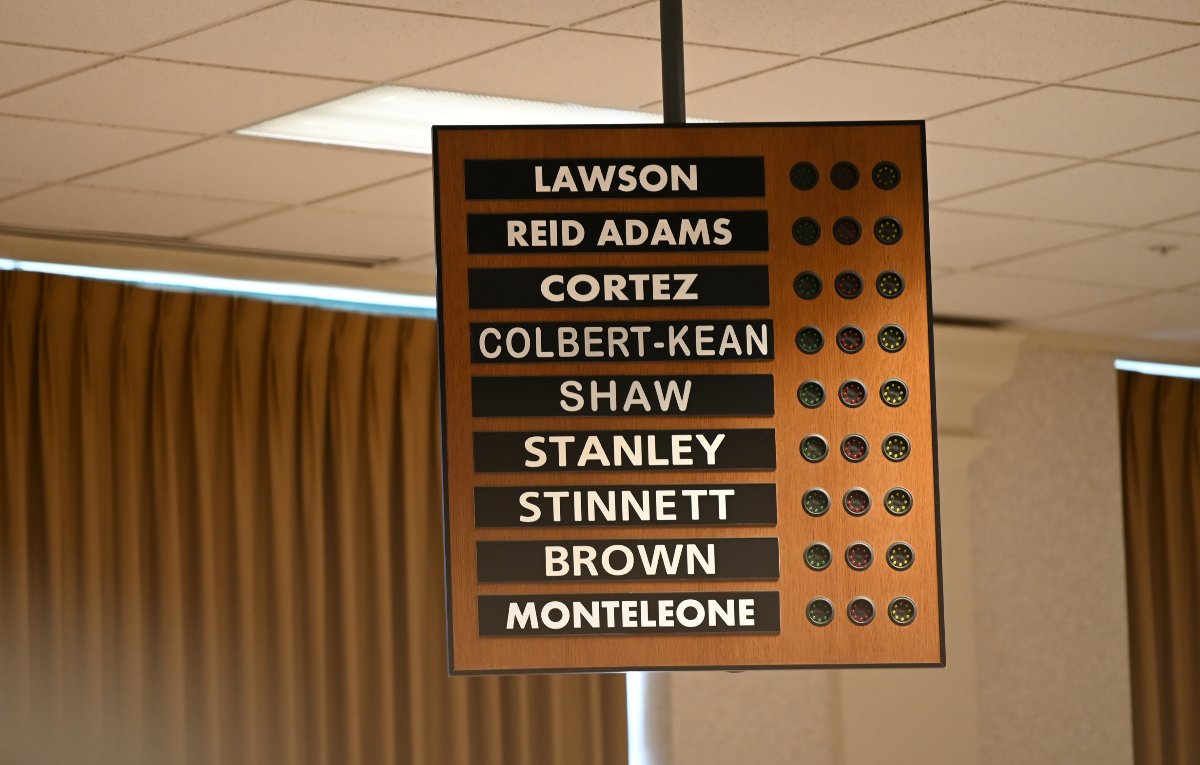 LAWSON
REID ADAMS
CORTEZ
COLBERT-KEAN
SHAW
STANLEY
STINNETT
BROWN
MONTELEONE